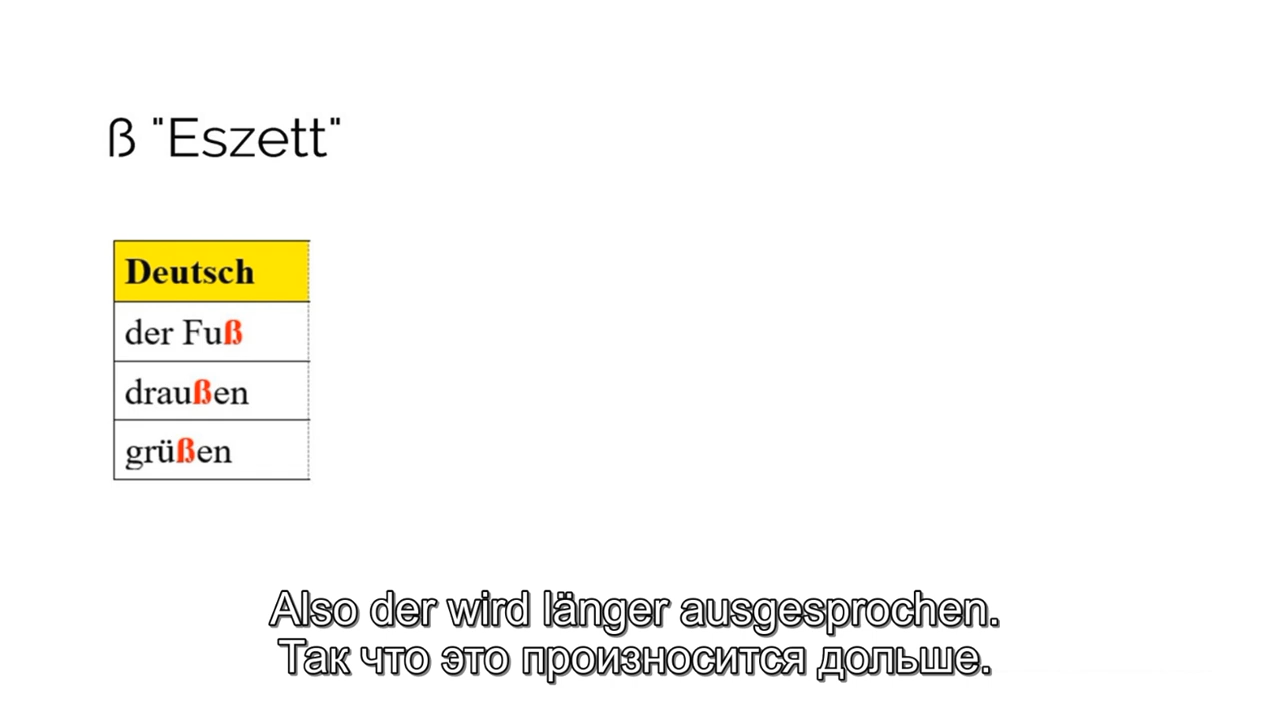 ß "Eszett"
Deutsch
der Fuß
draußen
grüßen
Also der wird länger ausgesprochen.
Так что это произносится дольше.